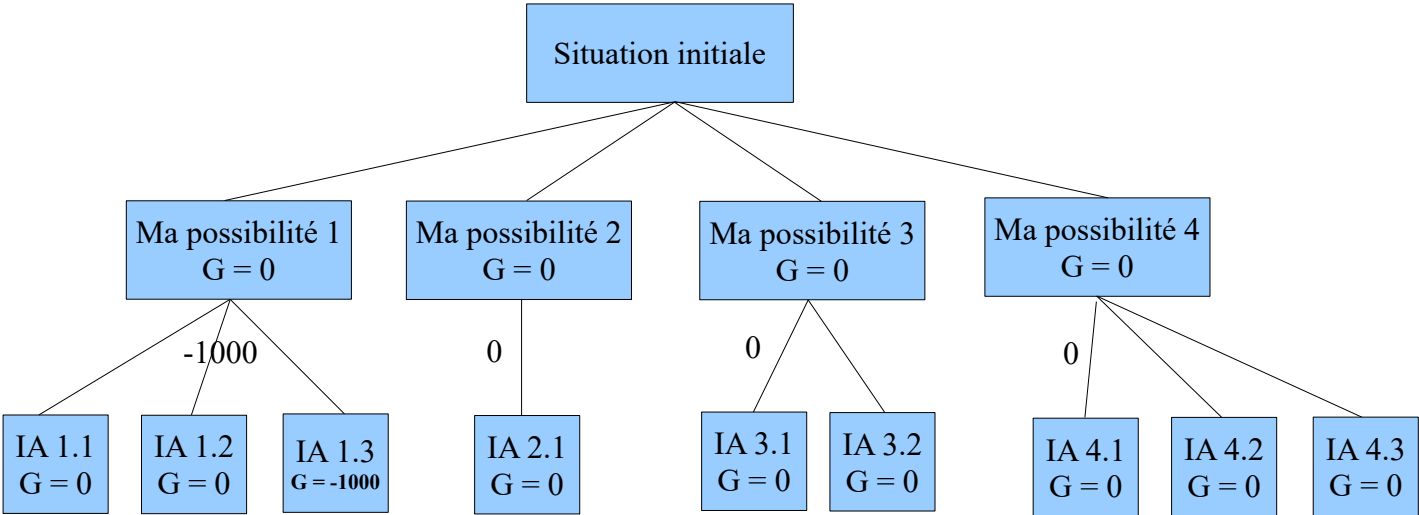 Situation initiale
Ma possibilité 1
G = 0
Ma possibilité 2
G = 0
Ma possibilité 3
G = 0
Ma possibilité 4
G = 0
-1000
0
0
0
IA 1.1
G = 0
IA 1.2
G = 0
IA 1.3
G = -1000
IA 2.1
G = 0
IA 3.1
G = 0
IA 3.2
G = 0
IA 4.1
G = 0
IA 4.2
G = 0
IA 4.3
G = 0